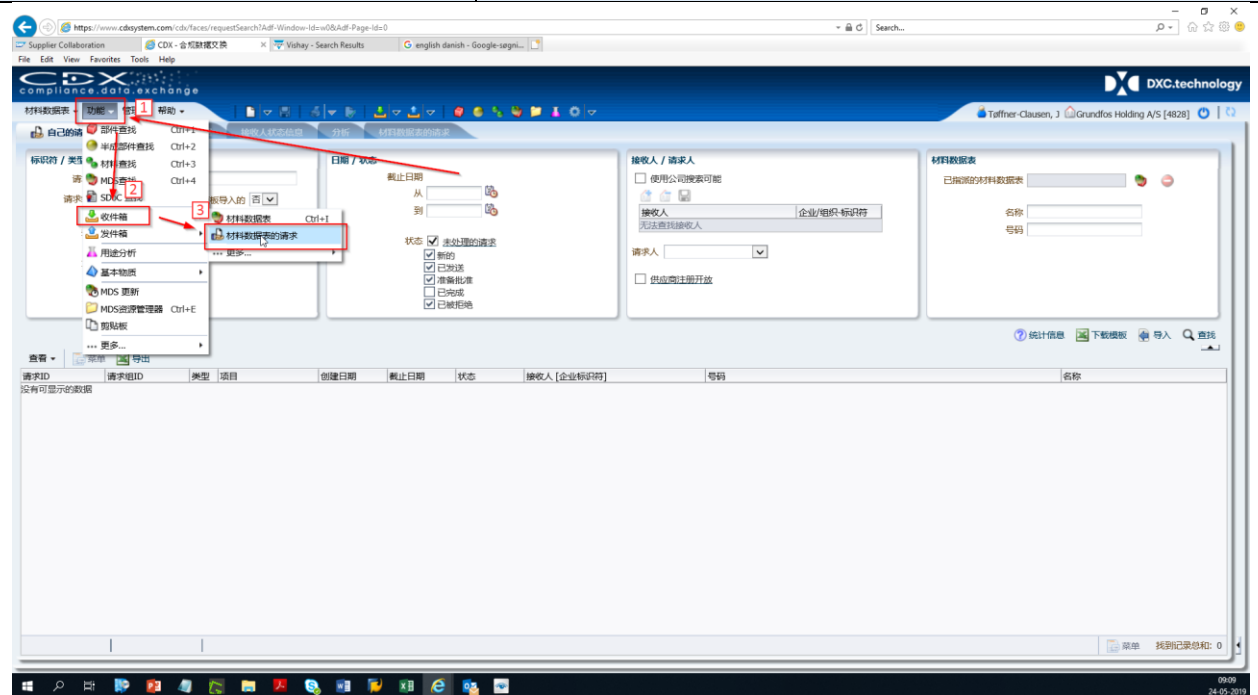 https://www.cdxsystem.com/cdx/faces/requestSearch?Adf-Window-Id=w0&Adf-Page-Id=0 Search...
Supplier Collaboration CDX - 合规数据交换 Vishay - Search Results english danish - Google-søgni...
File Edit View Favorites Tools Help
CDX
compliance.data.exchange
DXC.technology
材料数据表 功能 1 帮助
Tøffner-Clausen, J Grundfos Holding A/S [4828]
自己的请 接收人状态信息 分析 材料数据表的请求
部件查找 Ctrl+1
半成部件查找 Ctrl+2
材料查找 Ctrl+3
MDS查找 Ctrl+4
2
收件箱
发件箱
用途分析
基本物质
MDS 更新
MDS资源管理器 Ctrl+E
剪贴板
... 更多...
3
材料数据表 Ctrl+I
材料数据表的请求
... 更多...
标识符 / 类型
板导入的 否
日期 / 状态
截止日期
从
到
状态 未处理的请求
新的
已发送
准备批准
已完成
已被拒绝
接收人 / 请求人
使用公司搜索可能
接收人 企业/组织-标识符
无法查找接收人
请求人
供应商注册开放
材料数据表
已指派的材料数据表
名称
号码
统计信息 下载模板 导入 查找
查看 菜单 导出
请求ID 请求组ID 类型 项目 创建日期 截止日期 状态 接收人 [企业标识符] 号码 名称
没有可显示的数据
菜单 找到记录总和: 0
09:09
24-05-2019